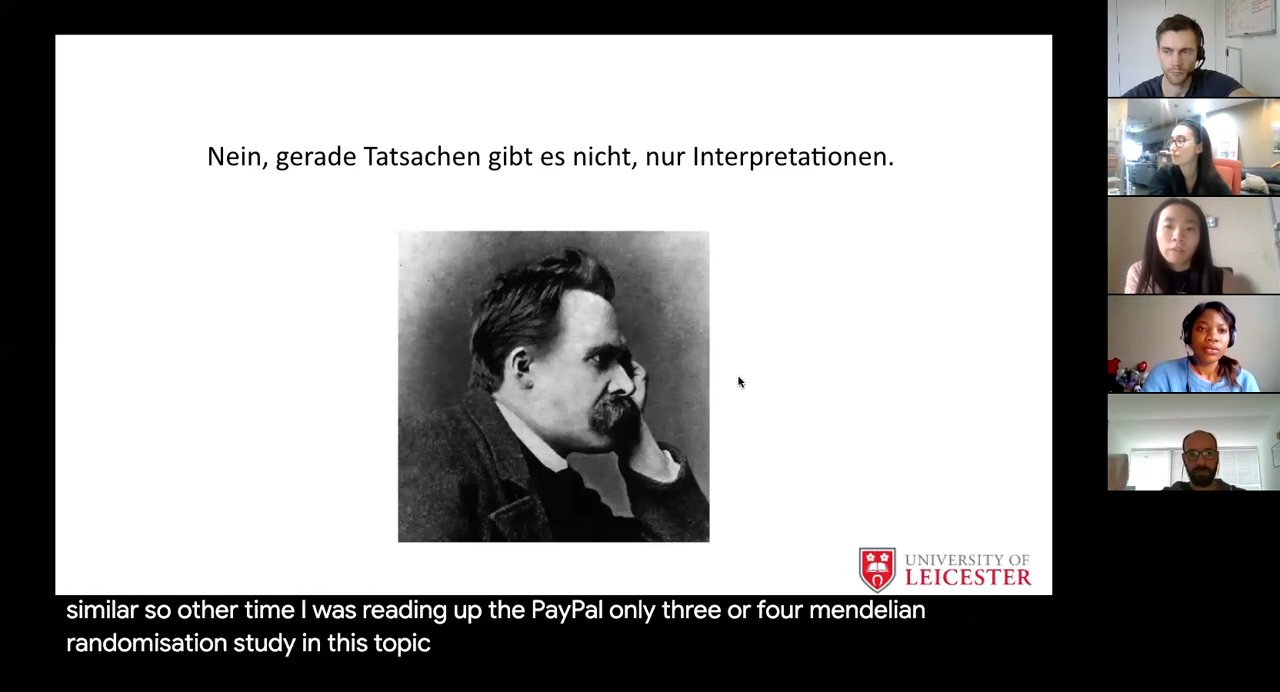 Nein, gerade Tatsachen gibt es nicht, nur Interpretationen.
UNIVERSITY OF
LEICESTER
similar so other time I was reading up the PayPal only three or four mendelian
randomisation study in this topic